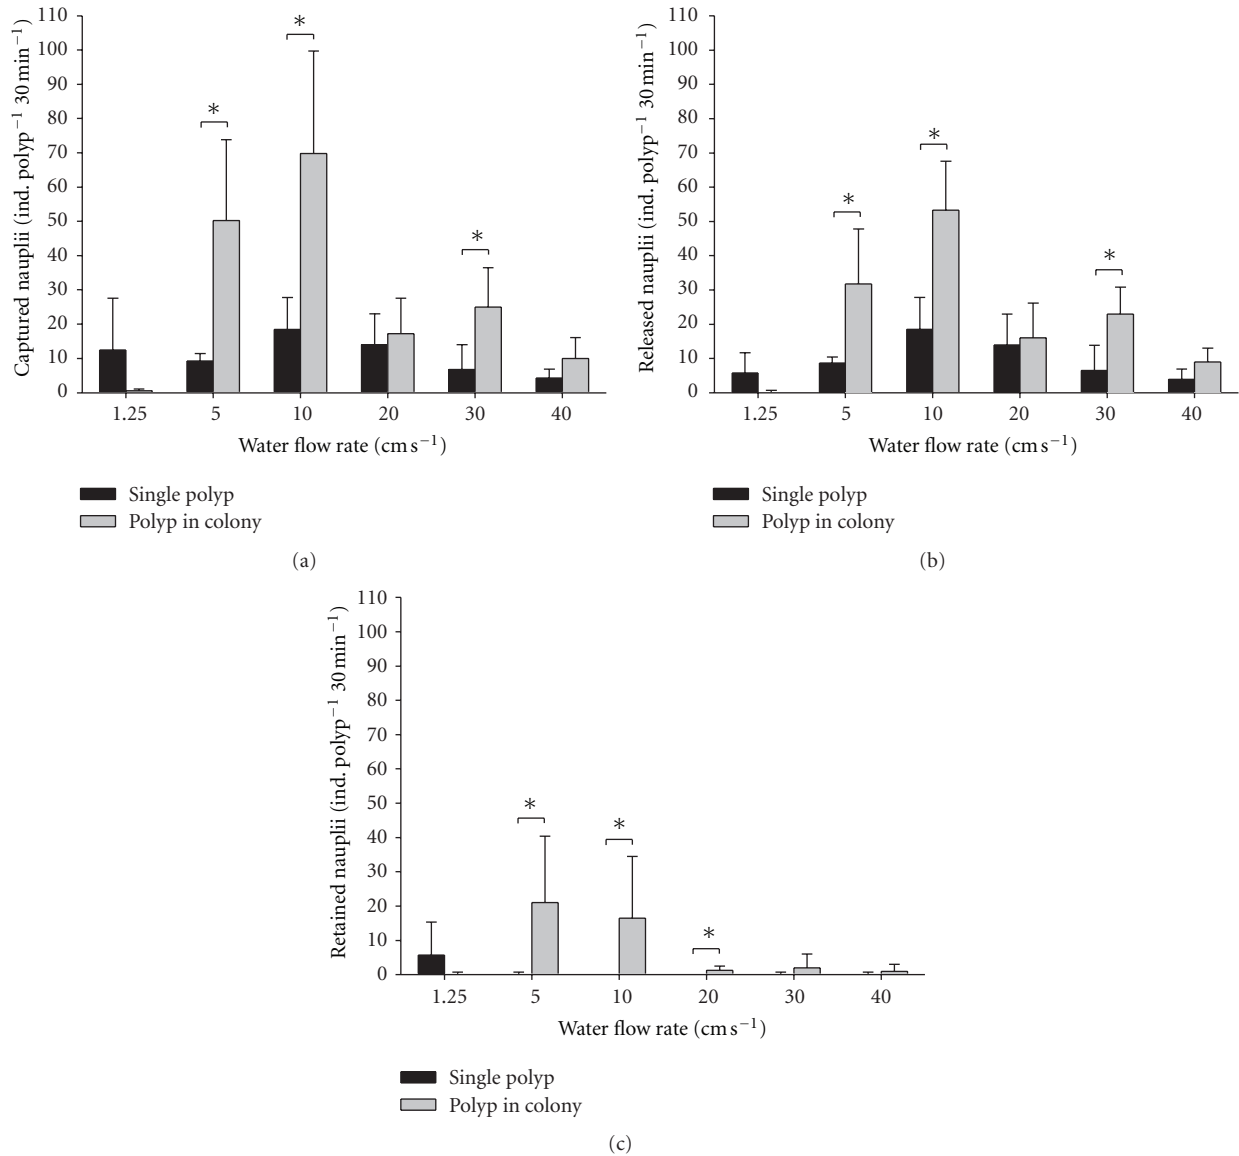 110
100
90
80
70
60
50
40
30
20
10
0
Captured nauplii (ind. polyp⁻¹ 30 min⁻¹)
* * *
1.25 5 10 20 30 40
Water flow rate (cm s⁻¹)
Single polyp
Polyp in colony
(a)
110
100
90
80
70
60
50
40
30
20
10
0
Released nauplii (ind. polyp⁻¹ 30 min⁻¹)
* * *
1.25 5 10 20 30 40
Water flow rate (cm s⁻¹)
Single polyp
Polyp in colony
(b)
110
100
90
80
70
60
50
40
30
20
10
0
Retained nauplii (ind. polyp⁻¹ 30 min⁻¹)
* * *
1.25 5 10 20 30 40
Water flow rate (cm s⁻¹)
Single polyp
Polyp in colony
(c)